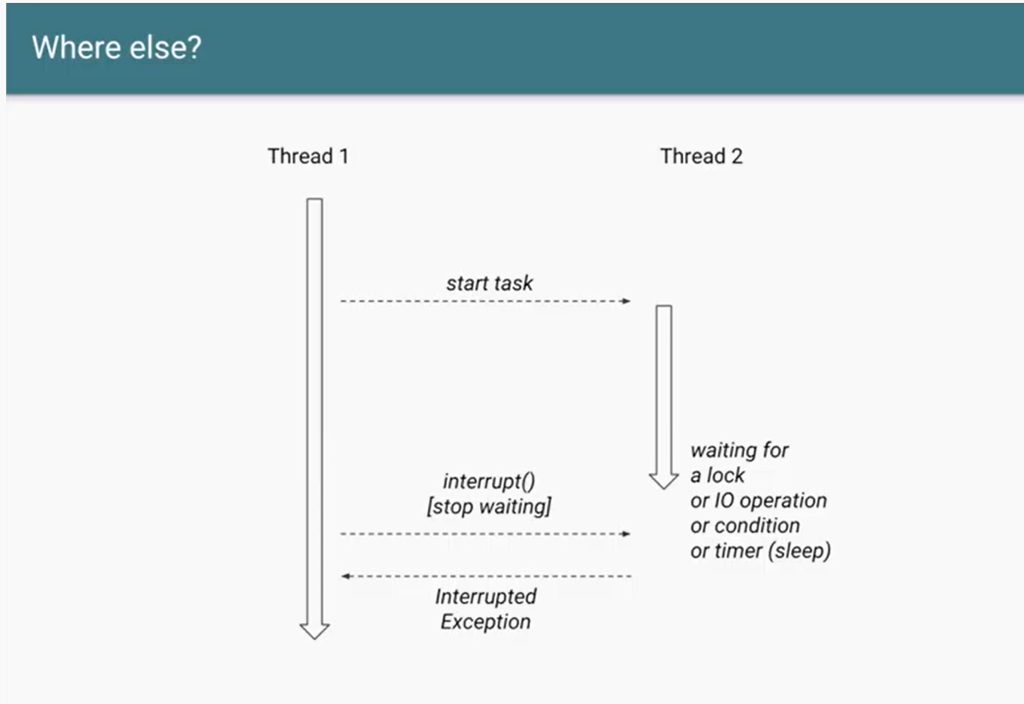 Where else?
Thread 1
Thread 2
start task
waiting for
a lock
or IO operation
or condition
or timer (sleep)
interrupt()
[stop waiting]
Interrupted
Exception